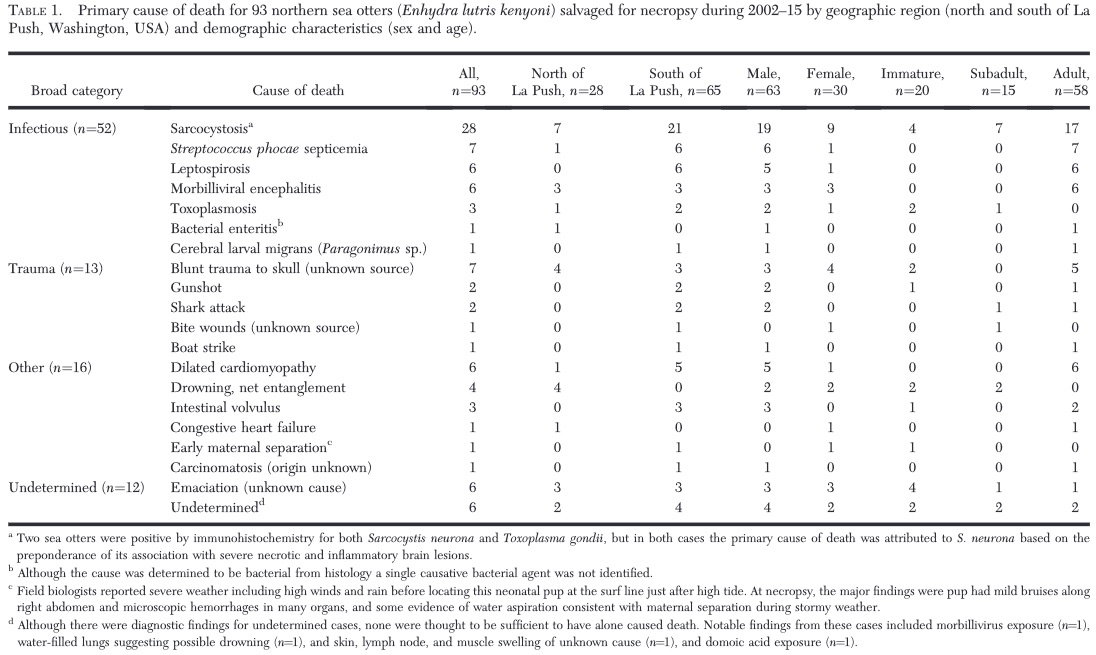 TABLE 1. Primary cause of death for 93 northern sea otters (Enhydra lutris kenyoni) salvaged for necropsy during 2002–15 by geographic region (north and south of La
Push, Washington, USA) and demographic characteristics (sex and age).
Broad category Cause of death All, n=93 North of La Push, n=28 South of La Push, n=65 Male, n=63 Female, n=30 Immature, n=20 Subadult, n=15 Adult, n=58
Infectious (n=52) Sarcocystosisᵃ 28 7 21 19 9 4 7 17
Streptococcus phocae septicemia 7 1 6 6 1 0 0 7
Leptospirosis 6 0 6 5 1 0 0 6
Morbilliviral encephalitis 6 3 3 3 3 0 0 6
Toxoplasmosis 3 1 2 2 1 2 1 0
Bacterial enteritisᵇ 1 1 0 1 0 0 0 1
Cerebral larval migrans (Paragonimus sp.) 1 0 1 1 0 0 0 1
Trauma (n=13) Blunt trauma to skull (unknown source) 7 4 3 3 4 2 0 5
Gunshot 2 0 2 2 0 1 0 1
Shark attack 2 0 2 2 0 0 1 1
Bite wounds (unknown source) 1 0 1 0 1 0 1 0
Boat strike 1 0 1 1 0 0 0 1
Other (n=16) Dilated cardiomyopathy 6 1 5 5 1 0 0 6
Drowning, net entanglement 4 4 0 2 2 2 2 0
Intestinal volvulus 3 0 3 3 0 1 0 2
Congestive heart failure 1 1 0 0 1 0 0 1
Early maternal separationᶜ 1 0 1 0 1 1 0 0
Carcinomatosis (origin unknown) 1 0 1 1 0 0 0 1
Undetermined (n=12) Emaciation (unknown cause) 6 3 3 3 3 4 1 1
Undeterminedᵈ 6 2 4 4 2 2 2 2
ᵃ Two sea otters were positive by immunohistochemistry for both Sarcocystis neurona and Toxoplasma gondii, but in both cases the primary cause of death was attributed to S. neurona based on the
preponderance of its association with severe necrotic and inflammatory brain lesions.
ᵇ Although the cause was determined to be bacterial from histology a single causative bacterial agent was not identified.
ᶜ Field biologists reported severe weather including high winds and rain before locating this neonatal pup at the surf line just after high tide. At necropsy, the major findings were pup had mild bruises along
right abdomen and microscopic hemorrhages in many organs, and some evidence of water aspiration consistent with maternal separation during stormy weather.
ᵈ Although there were diagnostic findings for undetermined cases, none were thought to be sufficient to have alone caused death. Notable findings from these cases included morbillivirus exposure (n=1),
water-filled lungs suggesting possible drowning (n=1), and skin, lymph node, and muscle swelling of unknown cause (n=1), and domoic acid exposure (n=1).